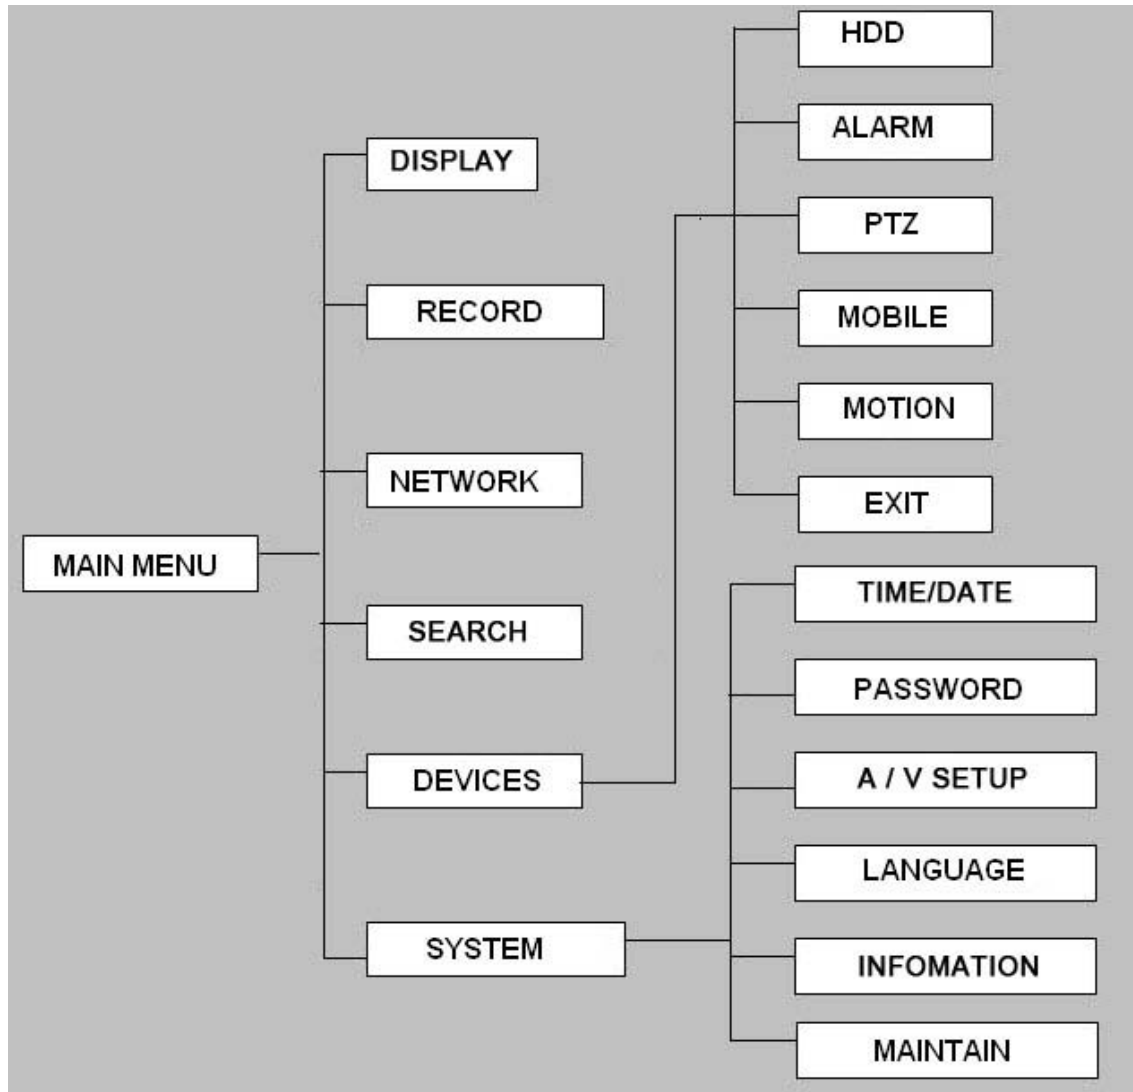 MAIN MENU
DISPLAY
RECORD
NETWORK
SEARCH
DEVICES
SYSTEM
HDD
ALARM
PTZ
MOBILE
MOTION
EXIT
TIME/DATE
PASSWORD
A / V SETUP
LANGUAGE
INFOMATION
MAINTAIN